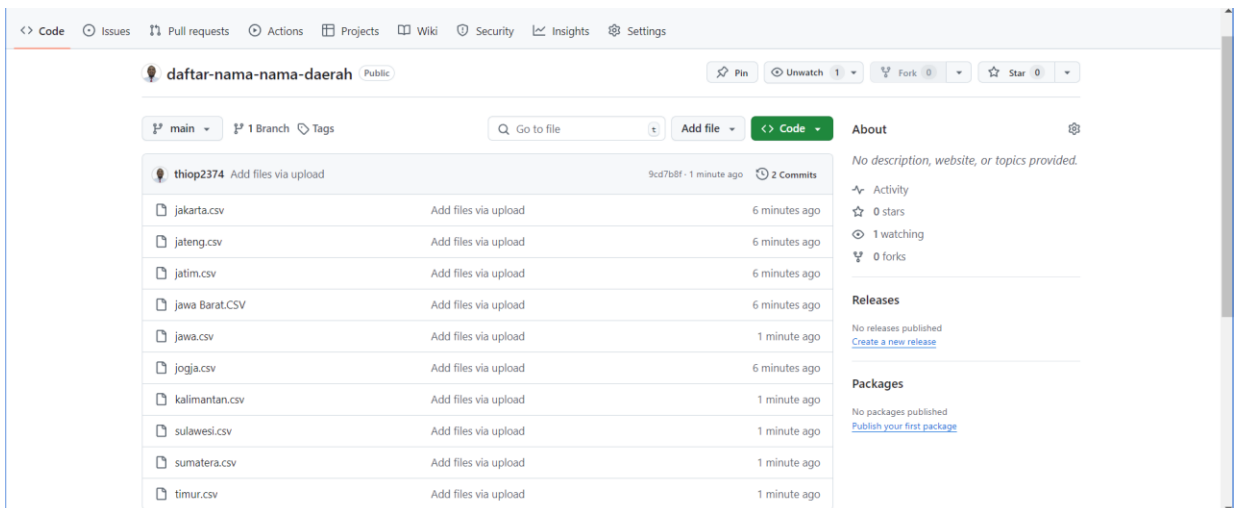 <> Code Issues Pull requests Actions Projects Wiki Security Insights Settings
daftar-nama-nama-daerah Public Pin Unwatch 1 Fork 0 Star 0
main 1 Branch Tags Go to file t Add file <> Code
thiop2374 Add files via upload 9cd7b8f · 1 minute ago 2 Commits
jakarta.csv Add files via upload 6 minutes ago
jateng.csv Add files via upload 6 minutes ago
jatim.csv Add files via upload 6 minutes ago
jawa Barat.CSV Add files via upload 6 minutes ago
jawa.csv Add files via upload 1 minute ago
jogja.csv Add files via upload 6 minutes ago
kalimantan.csv Add files via upload 1 minute ago
sulawesi.csv Add files via upload 1 minute ago
sumatera.csv Add files via upload 1 minute ago
timur.csv Add files via upload 1 minute ago
About
No description, website, or topics provided.
Activity
0 stars
1 watching
0 forks
Releases
No releases published
Create a new release
Packages
No packages published
Publish your first package